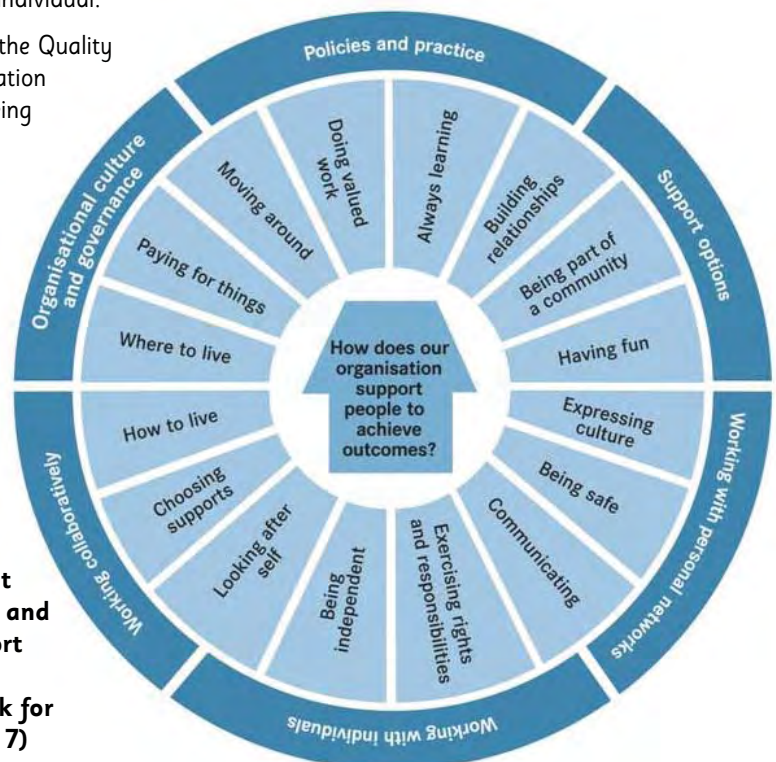 ndividual.
the Quality
ation
ing
Policies and practice
Support options
Working with personal networks
Working with individuals
Working collaboratively
Organisational culture
and governance
Doing valued
work
Always learning
Building
relationships
Being part of
a community
Having fun
Expressing
culture
Being safe
Communicating
Exercising rights
and responsibilities
Being
independent
Looking after
self
Choosing
supports
How to live
Where to live
Paying for things
Moving around
How does our
organisation
support
people to
achieve
outcomes?
t
and
rt
k for
7)